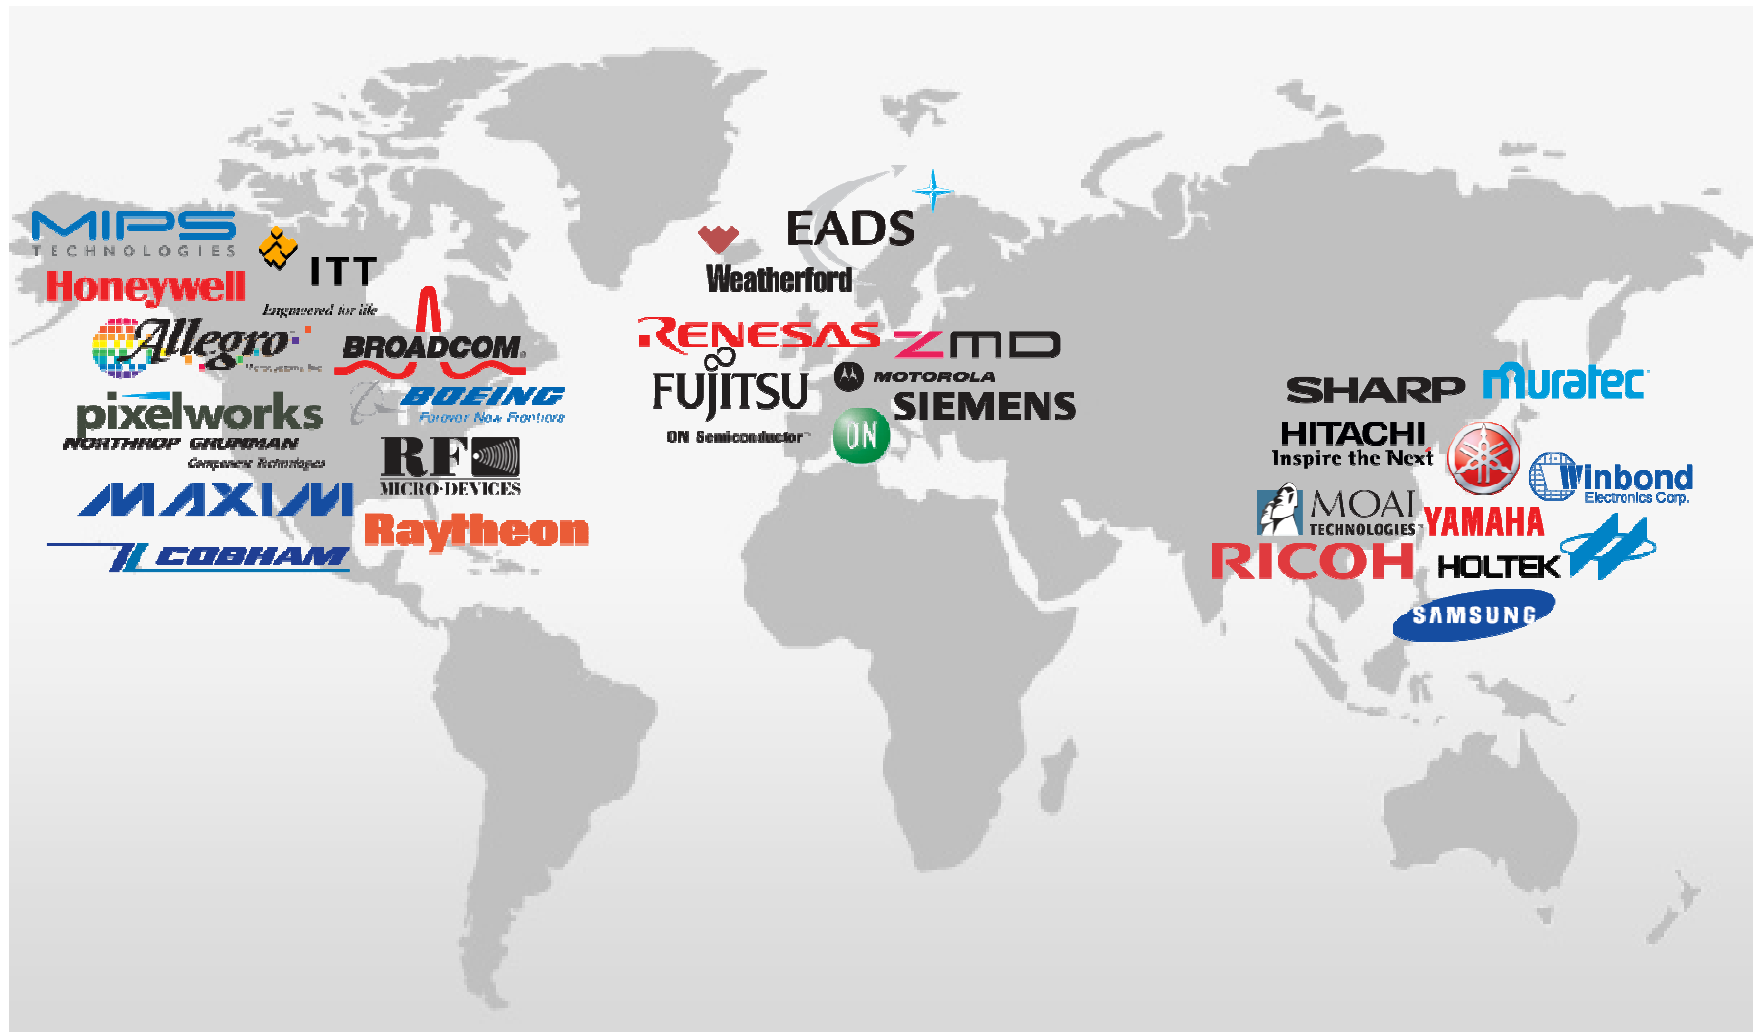 MIPS
TECHNOLOGIES
Honeywell
ITT
Engineered for life
Allegro
BROADCOM
BOEING
Forever New Frontiers
pixelworks
NORTHROP GRUMMAN
Component Technologies
RF
MICRO·DEVICES
MAXIM
Raytheon
COBHAM
EADS
Weatherford
RENESAS
ZMD
FUJITSU
MOTOROLA
SIEMENS
ON Semiconductor
ON
SHARP
muratec
HITACHI
Inspire the Next
Winbond
Electronics Corp.
MOAI
TECHNOLOGIES
YAMAHA
RICOH
HOLTEK
SAMSUNG